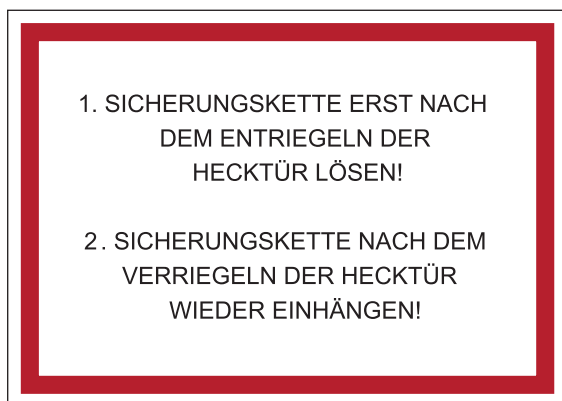 1. SICHERUNGSKETTE ERST NACH
DEM ENTRIEGELN DER
HECKTÜR LÖSEN!
2. SICHERUNGSKETTE NACH DEM
VERRIEGELN DER HECKTÜR
WIEDER EINHÄNGEN!